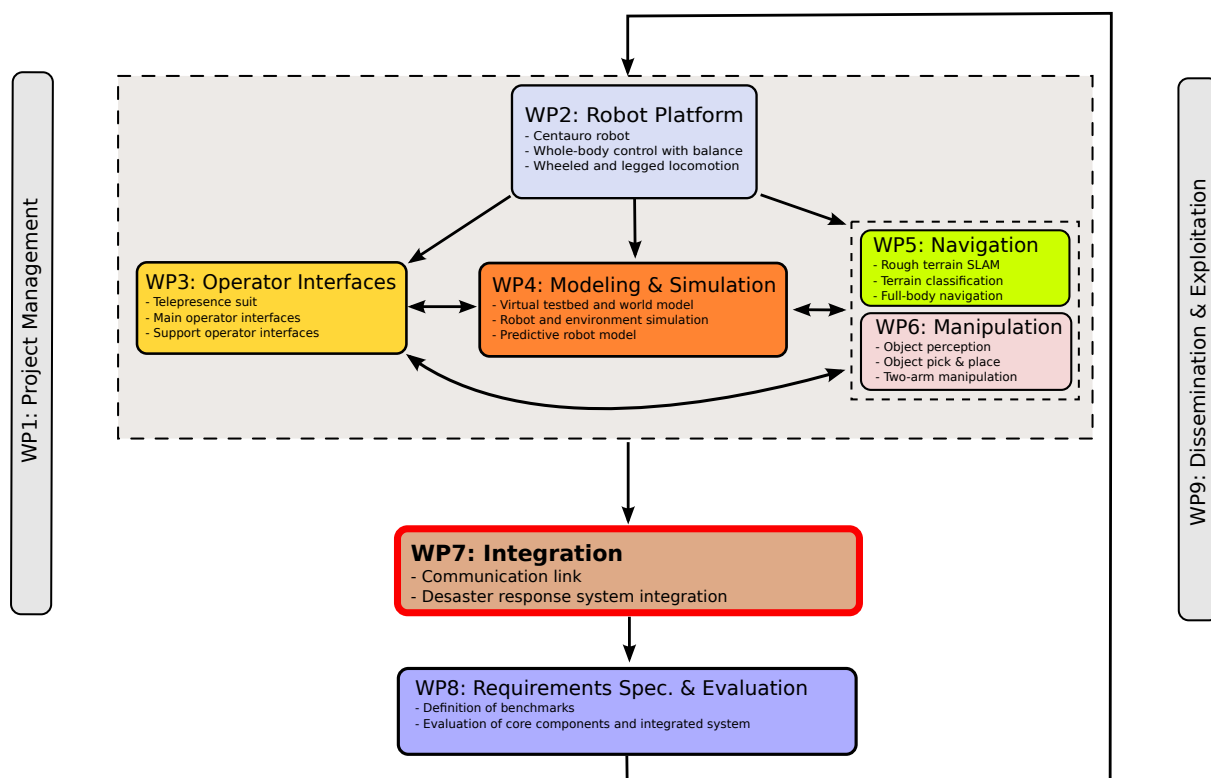 WP1: Project Management
WP2: Robot Platform
- Centauro robot
- Whole-body control with balance
- Wheeled and legged locomotion
WP3: Operator Interfaces
- Telepresence suit
- Main operator interfaces
- Support operator interfaces
WP4: Modeling & Simulation
- Virtual testbed and world model
- Robot and environment simulation
- Predictive robot model
WP5: Navigation
- Rough terrain SLAM
- Terrain classification
- Full-body navigation
WP6: Manipulation
- Object perception
- Object pick & place
- Two-arm manipulation
WP7: Integration
- Communication link
- Desaster response system integration
WP8: Requirements Spec. & Evaluation
- Definition of benchmarks
- Evaluation of core components and integrated system
WP9: Dissemination & Exploitation